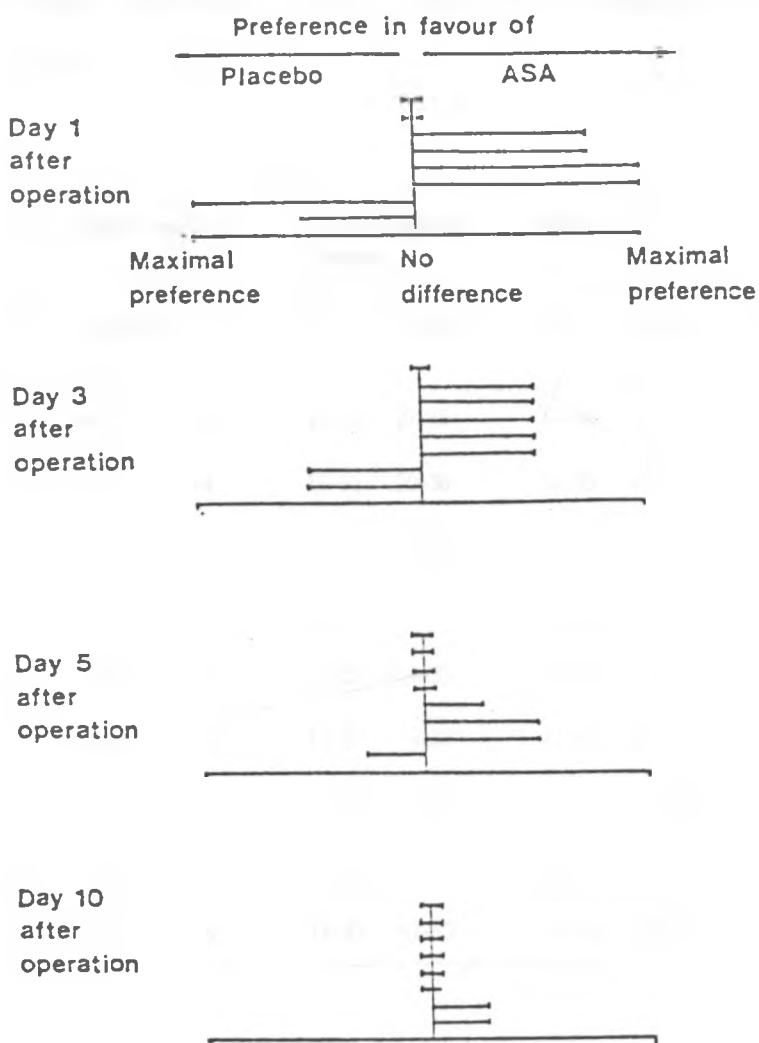 Preference in favour of
Placebo ASA
Day 1
after
operation
Maximal No Maximal
preference difference preference
Day 3
after
operation
Day 5
after
operation
Day 10
after
operation